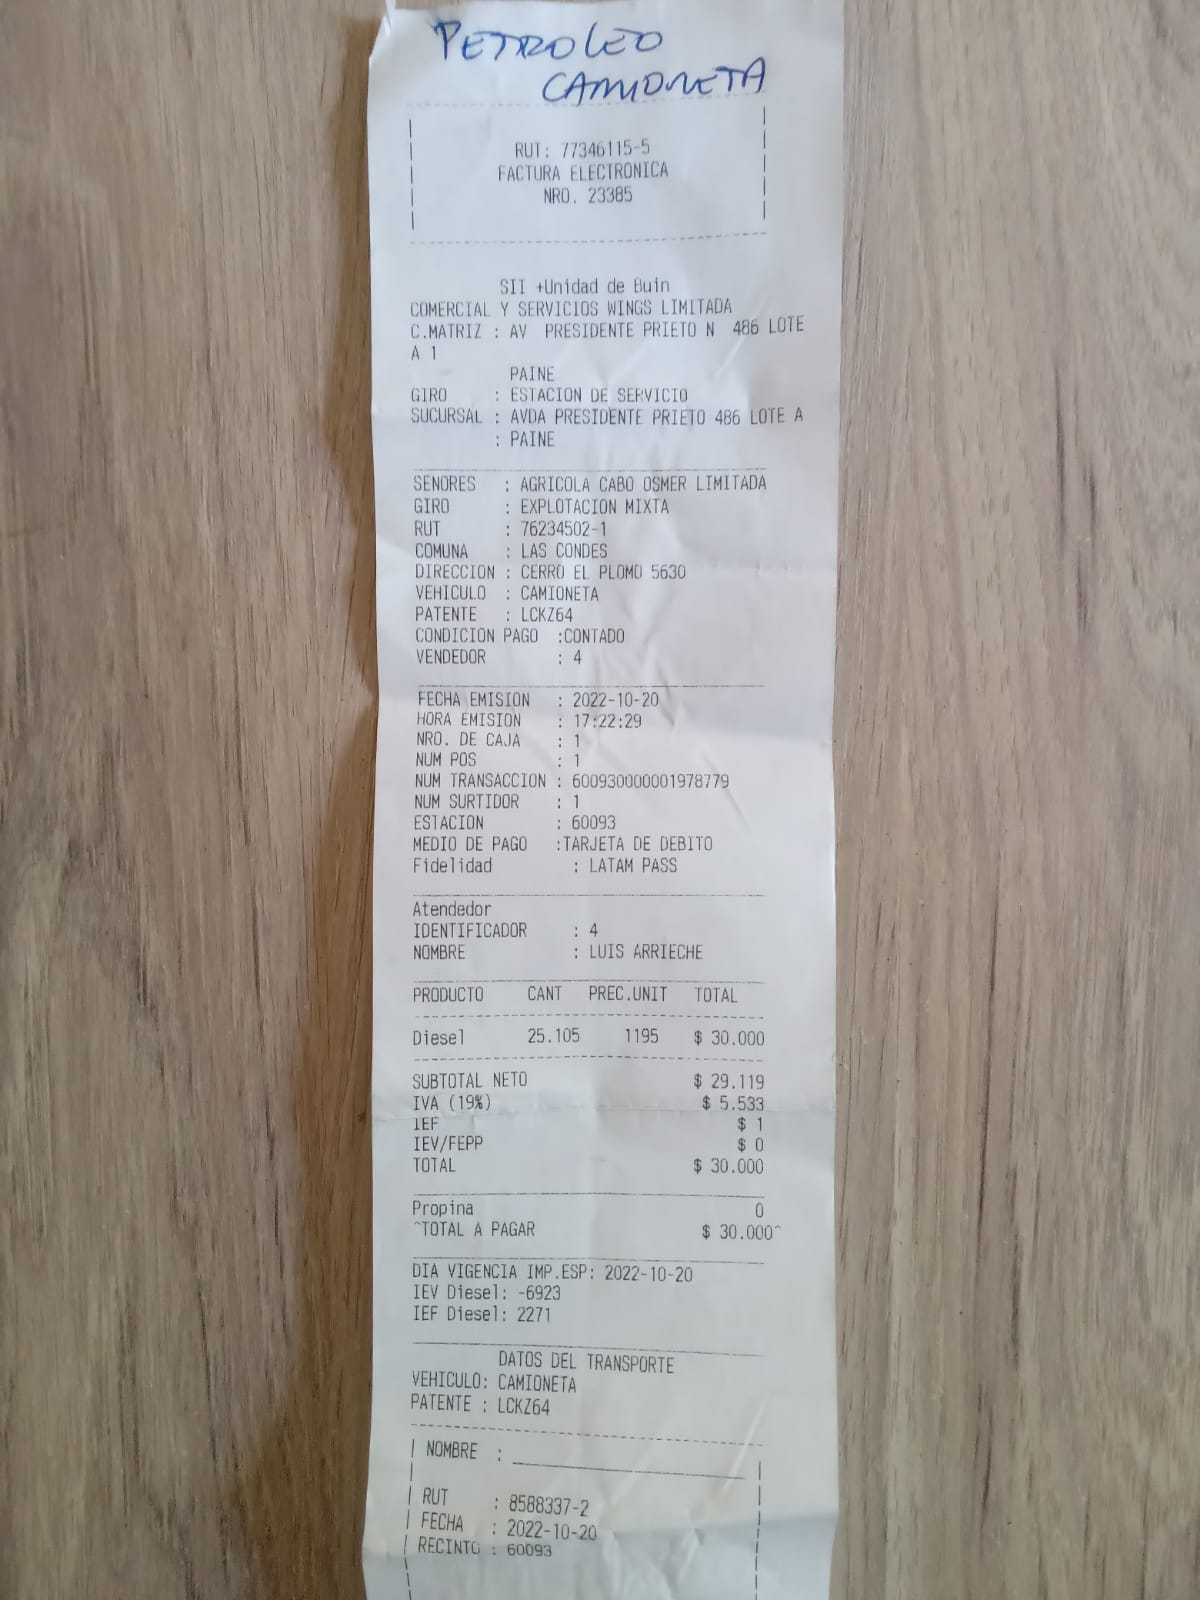 PETROLEO
CAMIONETA
RUT: 77346115-5
FACTURA ELECTRONICA
NRO. 23385
SII +Unidad de Buin
COMERCIAL Y SERVICIOS WINGS LIMITADA
C.MATRIZ : AV PRESIDENTE PRIETO N 486 LOTE
A 1
PAINE
GIRO : ESTACION DE SERVICIO
SUCURSAL : AVDA PRESIDENTE PRIETO 486 LOTE A
: PAINE
SENORES : AGRICOLA CABO OSMER LIMITADA
GIRO : EXPLOTACION MIXTA
RUT : 76234502-1
COMUNA : LAS CONDES
DIRECCION : CERRO EL PLOMO 5630
VEHICULO : CAMIONETA
PATENTE : LCKZ64
CONDICION PAGO :CONTADO
VENDEDOR : 4
FECHA EMISION : 2022-10-20
HORA EMISION : 17:22:29
NRO. DE CAJA : 1
NUM POS : 1
NUM TRANSACCION : 600930000001978779
NUM SURTIDOR : 1
ESTACION : 60093
MEDIO DE PAGO :TARJETA DE DEBITO
Fidelidad : LATAM PASS
Atendedor
IDENTIFICADOR : 4
NOMBRE : LUIS ARRIECHE
PRODUCTO CANT PREC.UNIT TOTAL
Diesel 25.105 1195 $ 30.000
SUBTOTAL NETO $ 29.119
IVA (19%) $ 5.533
IEF $ 1
IEV/FEPP $ 0
TOTAL $ 30.000
Propina 0
^TOTAL A PAGAR $ 30.000^
DIA VIGENCIA IMP.ESP: 2022-10-20
IEV Diesel: -6923
IEF Diesel: 2271
DATOS DEL TRANSPORTE
VEHICULO: CAMIONETA
PATENTE : LCKZ64
NOMBRE :
RUT : 8588337-2
FECHA : 2022-10-20
RECINTO : 60093